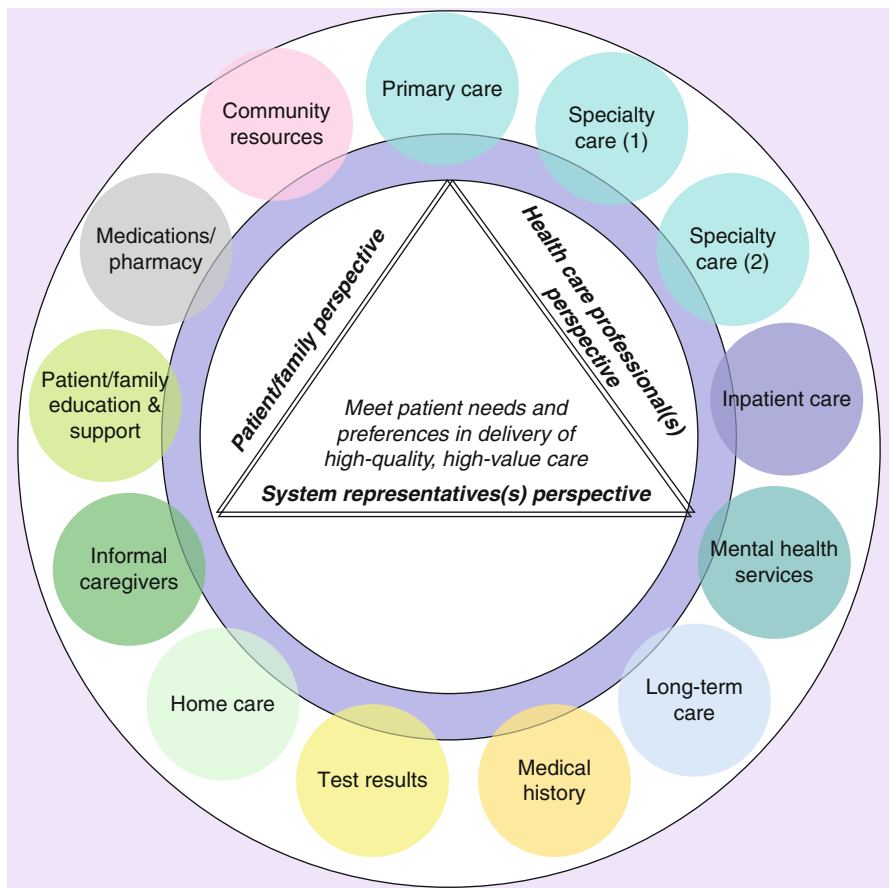 Primary care
Specialty
care (1)
Specialty
care (2)
Inpatient care
Mental health
services
Long-term
care
Medical
history
Test results
Home care
Informal
caregivers
Patient/family
education &
support
Medications/
pharmacy
Community
resources
Patient/family perspective
Health care professional(s)
perspective
Meet patient needs and
preferences in delivery of
high-quality, high-value care
System representatives(s) perspective